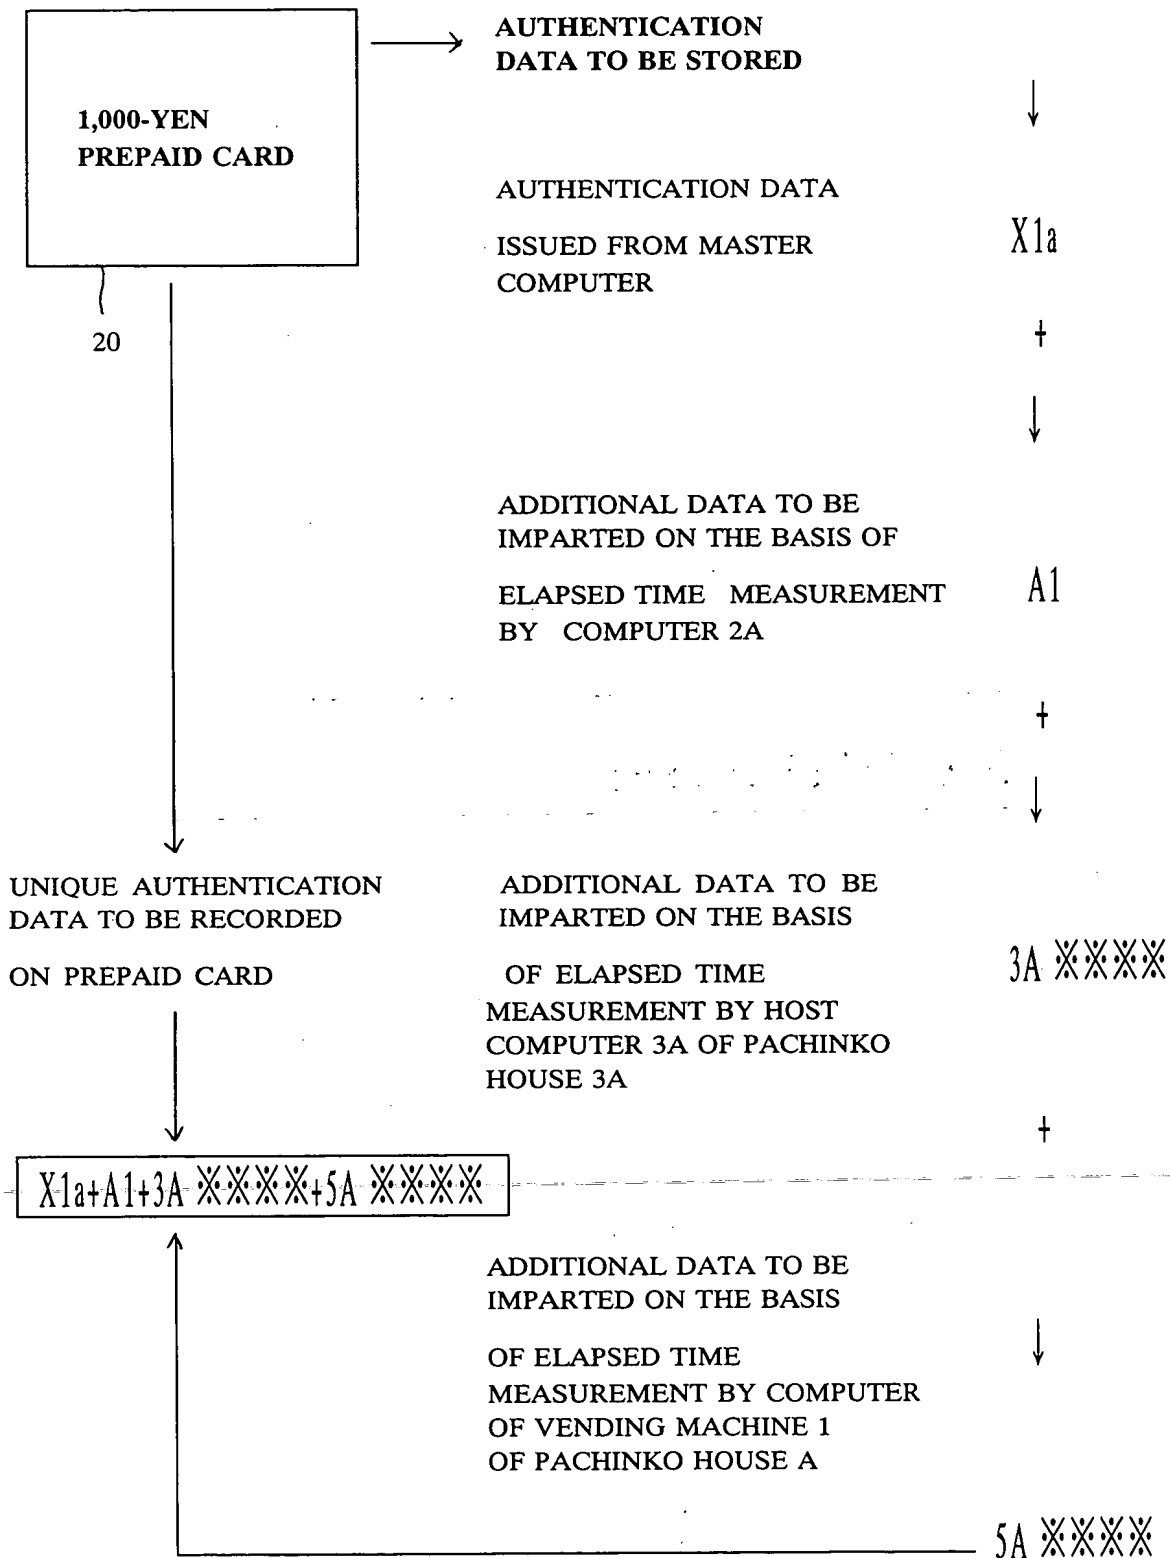 1,000-YEN
PREPAID CARD
20
AUTHENTICATION
DATA TO BE STORED
↓
AUTHENTICATION DATA
ISSUED FROM MASTER
COMPUTER
X1a
+
↓
ADDITIONAL DATA TO BE
IMPARTED ON THE BASIS OF
ELAPSED TIME MEASUREMENT
BY COMPUTER 2A
A1
+
↓
UNIQUE AUTHENTICATION
DATA TO BE RECORDED
ON PREPAID CARD
ADDITIONAL DATA TO BE
IMPARTED ON THE BASIS
OF ELAPSED TIME
MEASUREMENT BY HOST
COMPUTER 3A OF PACHINKO
HOUSE 3A
3A ※※※※
+
X1a+A1+3A ※※※※+5A ※※※※
ADDITIONAL DATA TO BE
IMPARTED ON THE BASIS
OF ELAPSED TIME
MEASUREMENT BY COMPUTER
OF VENDING MACHINE 1
OF PACHINKO HOUSE A
↓
5A ※※※※